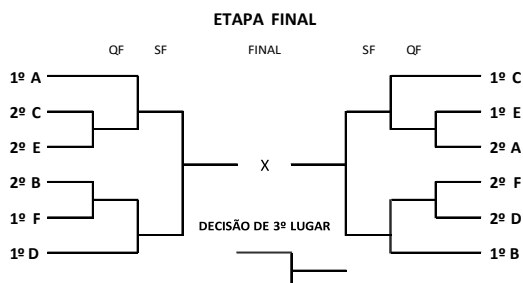 ETAPA FINAL
QF SF FINAL SF QF
1º A 1º C
2º C 1º E
2º E 2º A
X
2º B 2º F
1º F 2º D
DECISÃO DE 3º LUGAR
1º D 1º B